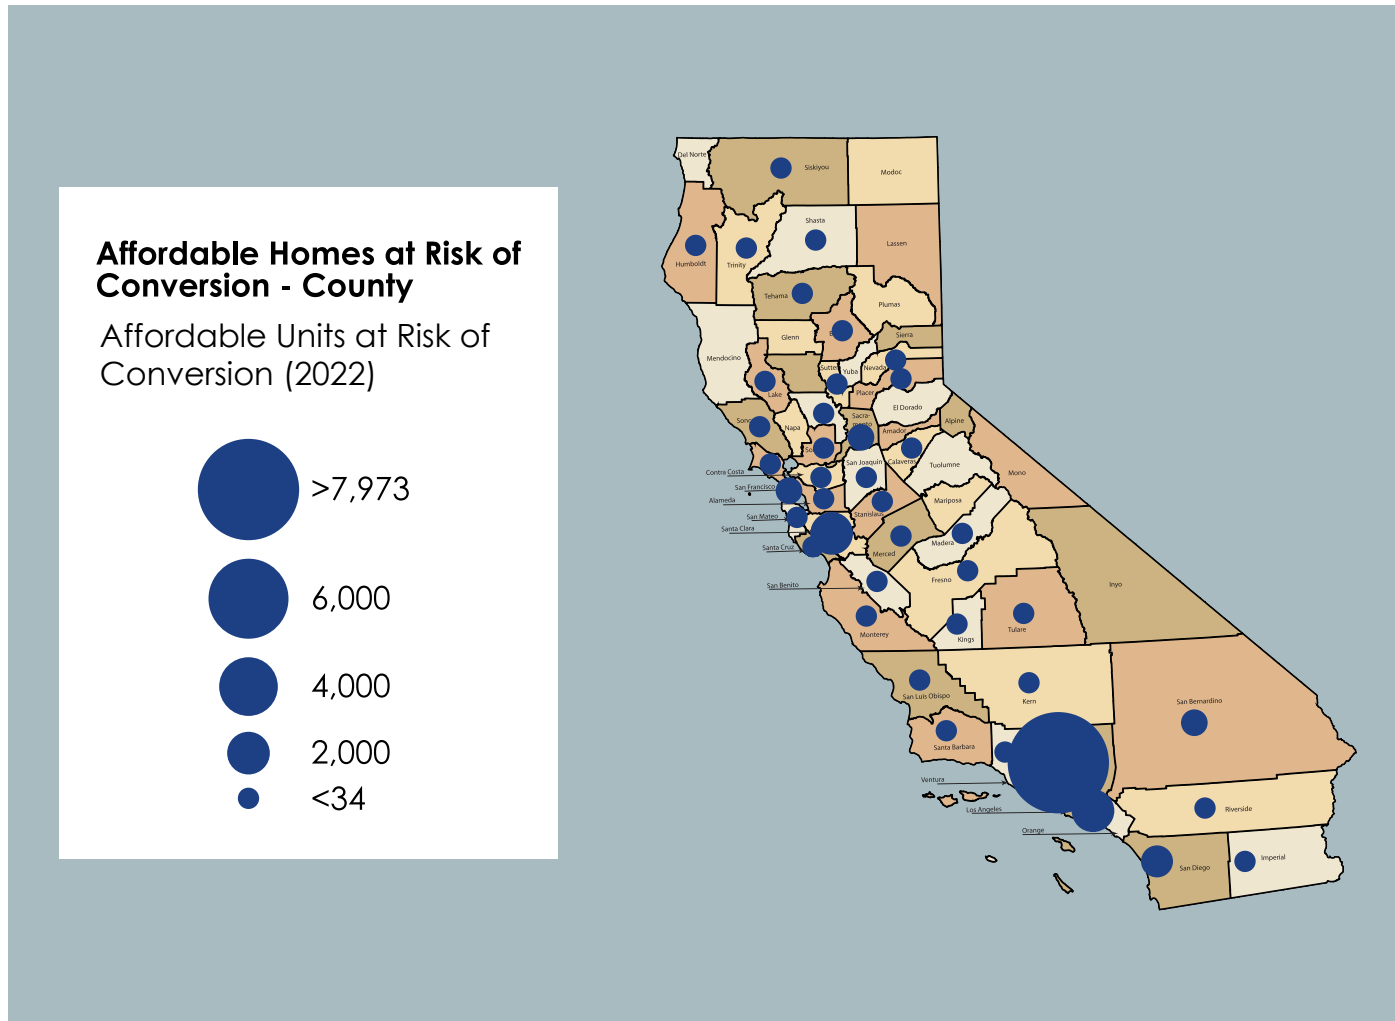 Affordable Homes at Risk of
Conversion - County
Affordable Units at Risk of
Conversion (2022)
>7,973
6,000
4,000
2,000
<34
Del Norte
Siskiyou
Modoc
Shasta
Lassen
Humboldt
Trinity
Tehama
Plumas
Glenn
Sierra
Mendocino
Sutter
Yuba
Nevada
Lake
Placer
El Dorado
Napa
Sacra-
Alpine
Amador
San Joaquin
Calaveras
Tuolumne
Mono
Contra Costa
San Francisco
Alameda
Mariposa
San Mateo
Stanislaus
Santa Clara
Santa Cruz
Merced
Madera
San Benito
Fresno
Inyo
Monterey
Kings
Tulare
San Luis Obispo
Kern
San Bernardino
Santa Barbara
Ventura
Los Angeles
Orange
Riverside
San Diego
Imperial